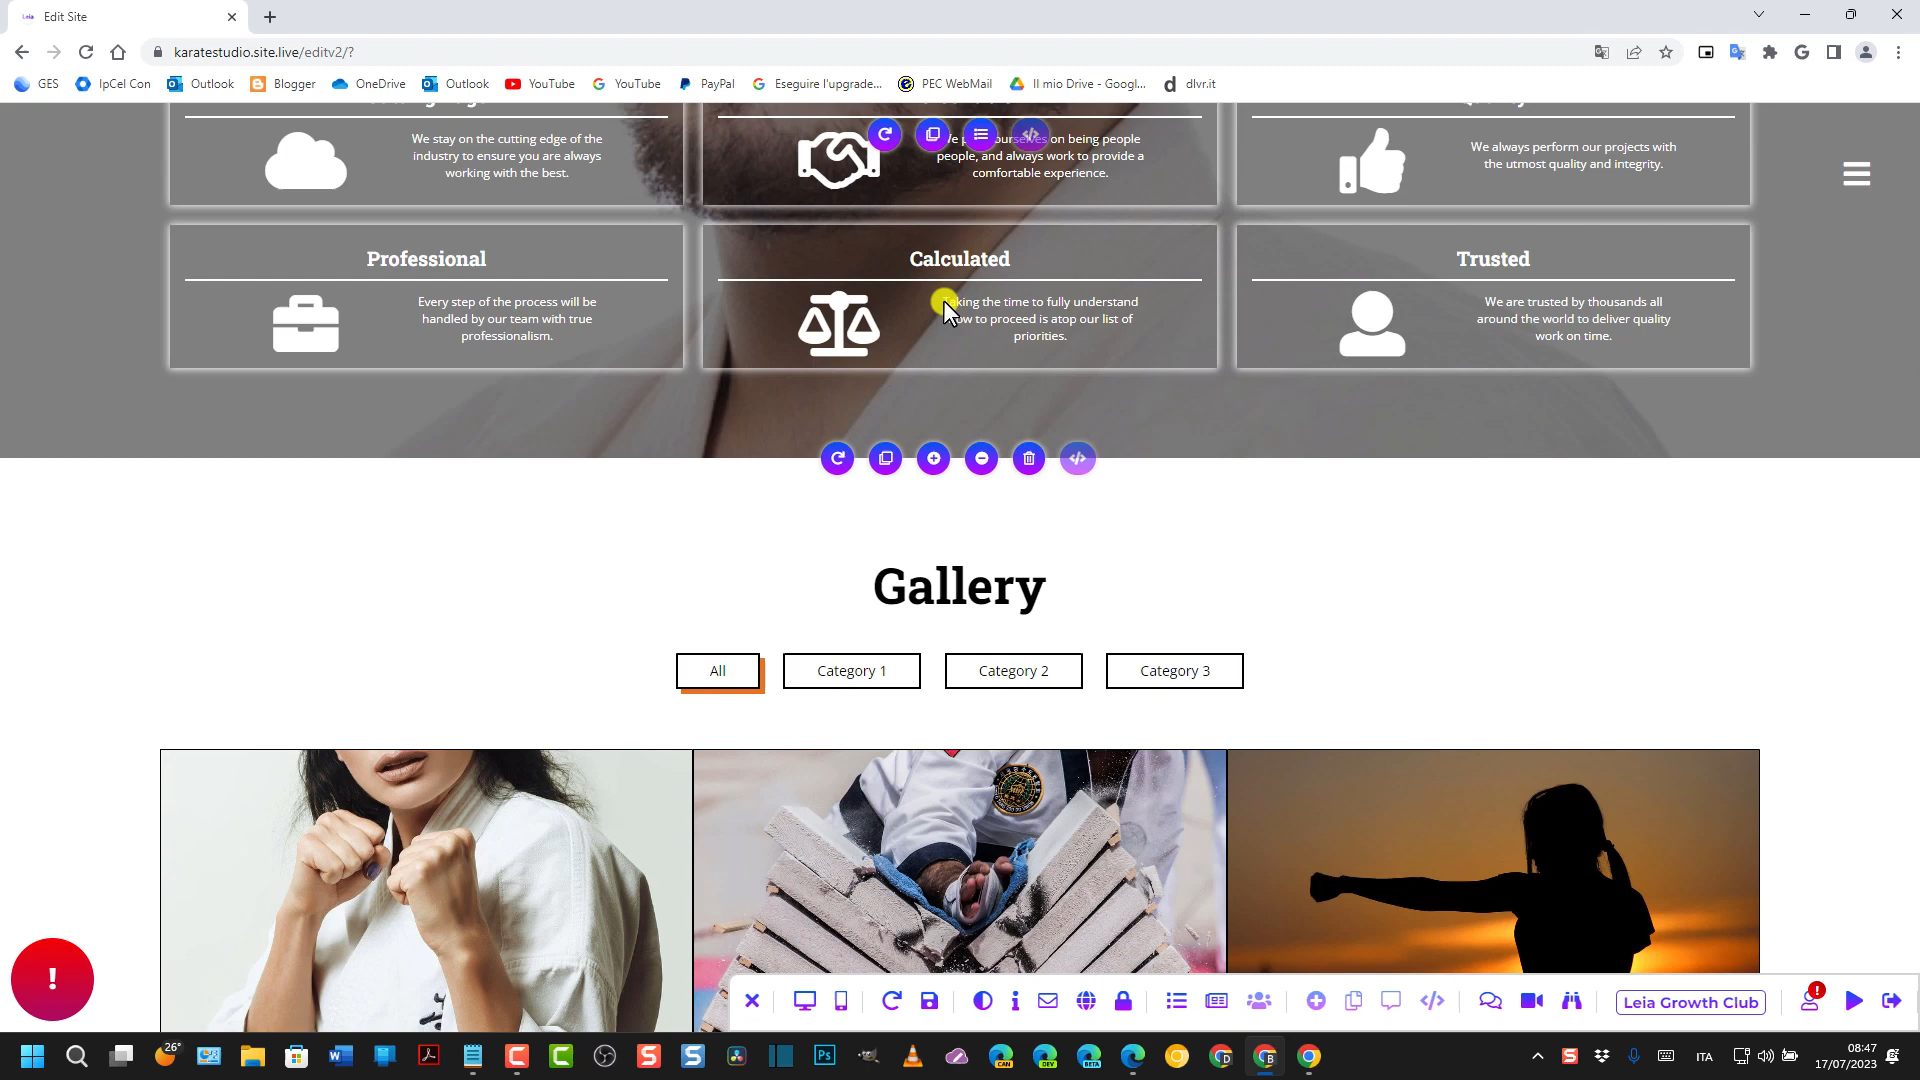 Leia
Edit Site
karatestudio.site.live/editv2/?
GES
IpCel Con
Outlook
Blogger
OneDrive
Outlook
YouTube
YouTube
PayPal
Eseguire l'upgrade...
PEC WebMail
Il mio Drive - Googl...
dlvr.it
We stay on the cutting edge of the
industry to ensure you are always
working with the best.
on being people
people, and always work to provide a
comfortable experience.
We always perform our projects with
the utmost quality and integrity.
Professional
Every step of the process will be
handled by our team with true
professionalism.
Calculated
Taking the time to fully understand
how to proceed is atop our list of
priorities.
Trusted
We are trusted by thousands all
around the world to deliver quality
work on time.
Gallery
All
Category 1
Category 2
Category 3
!
Leia Growth Club
!
26°
CAN
DEV
BETA
D
B
ITA
08:47
17/07/2023